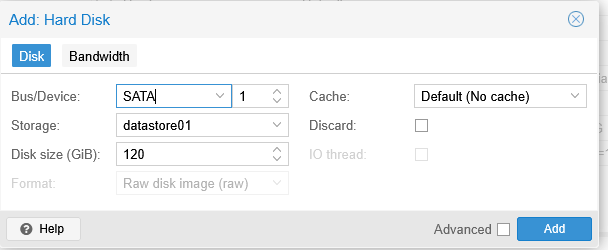 Add: Hard Disk
Disk Bandwidth
Bus/Device: SATA 1 Cache: Default (No cache)
Storage: datastore01 Discard:
Disk size (GiB): 120 IO thread:
Format: Raw disk image (raw)
Help Advanced Add